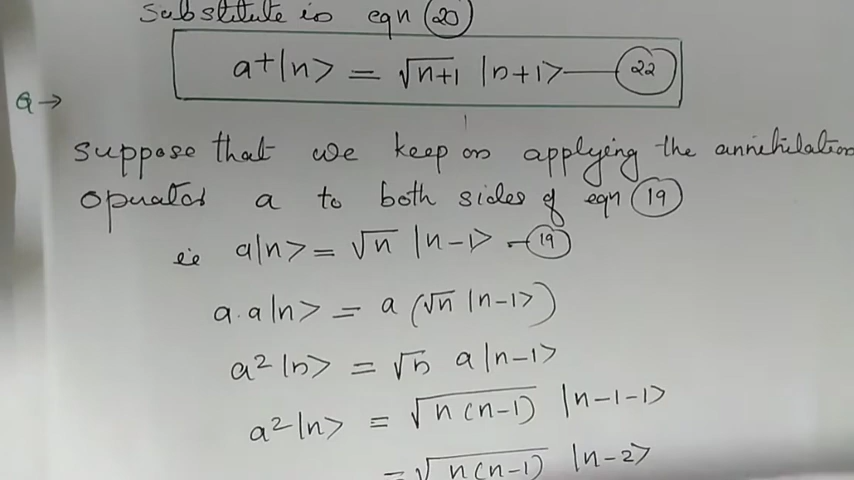 Substitute in eqn (20)
a+|n> = √n+1 |n+1> — (22)
Q →
Suppose that we keep on applying the annihilation
operator a to both sides of eqn (19)
ie a|n> = √n |n-1> - (19)
a.a|n> = a (√n |n-1>)
a²|n> = √n a|n-1>
a²|n> = √n(n-1) |n-1-1>
= √n(n-1) |n-2>